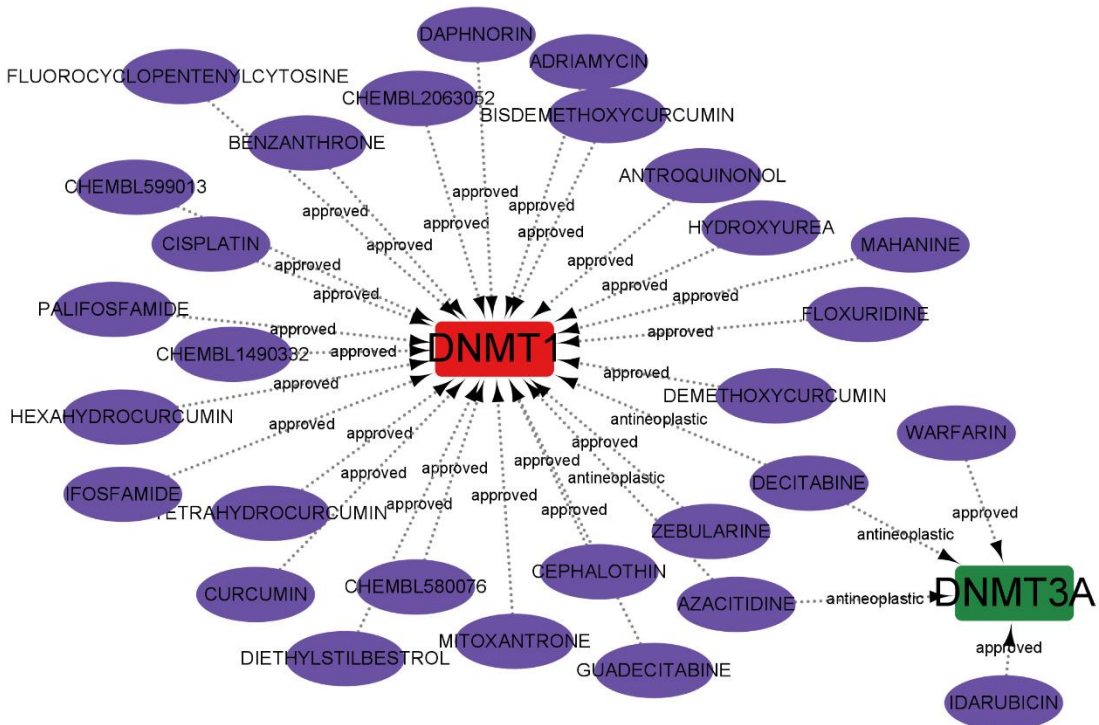 DAPHNORIN
ADRIAMYCIN
FLUOROCYCLOPENTENYLCYTOSINE
CHEMBL2063052
BISDEMETHOXYCURCUMIN
BENZANTHRONE
ANTROQUINONOL
CHEMBL599013
approved
approved
HYDROXYUREA
approved
approved
approved
CISPLATIN
MAHANINE
approved
approved
approved
approved
approved
approved
approved
PALIFOSFAMIDE
FLOXURIDINE
approved
approved
DNMT1
CHEMBL1490332
approved
approved
approved
DEMETHOXYCURCUMIN
HEXAHYDROCURCUMIN
antineoplastic
WARFARIN
approved
approved
approved
approved
approved
approved
antineoplastic
DECITABINE
IFOSFAMIDE
approved
approved
approved
approved
TETRAHYDROCURCUMIN
ZEBULARINE
antineoplastic
CEPHALOTHIN
CHEMBL580076
CURCUMIN
AZACITIDINE
antineoplastic
DNMT3A
MITOXANTRONE
DIETHYLSTILBESTROL
GUADECITABINE
approved
IDARUBICIN